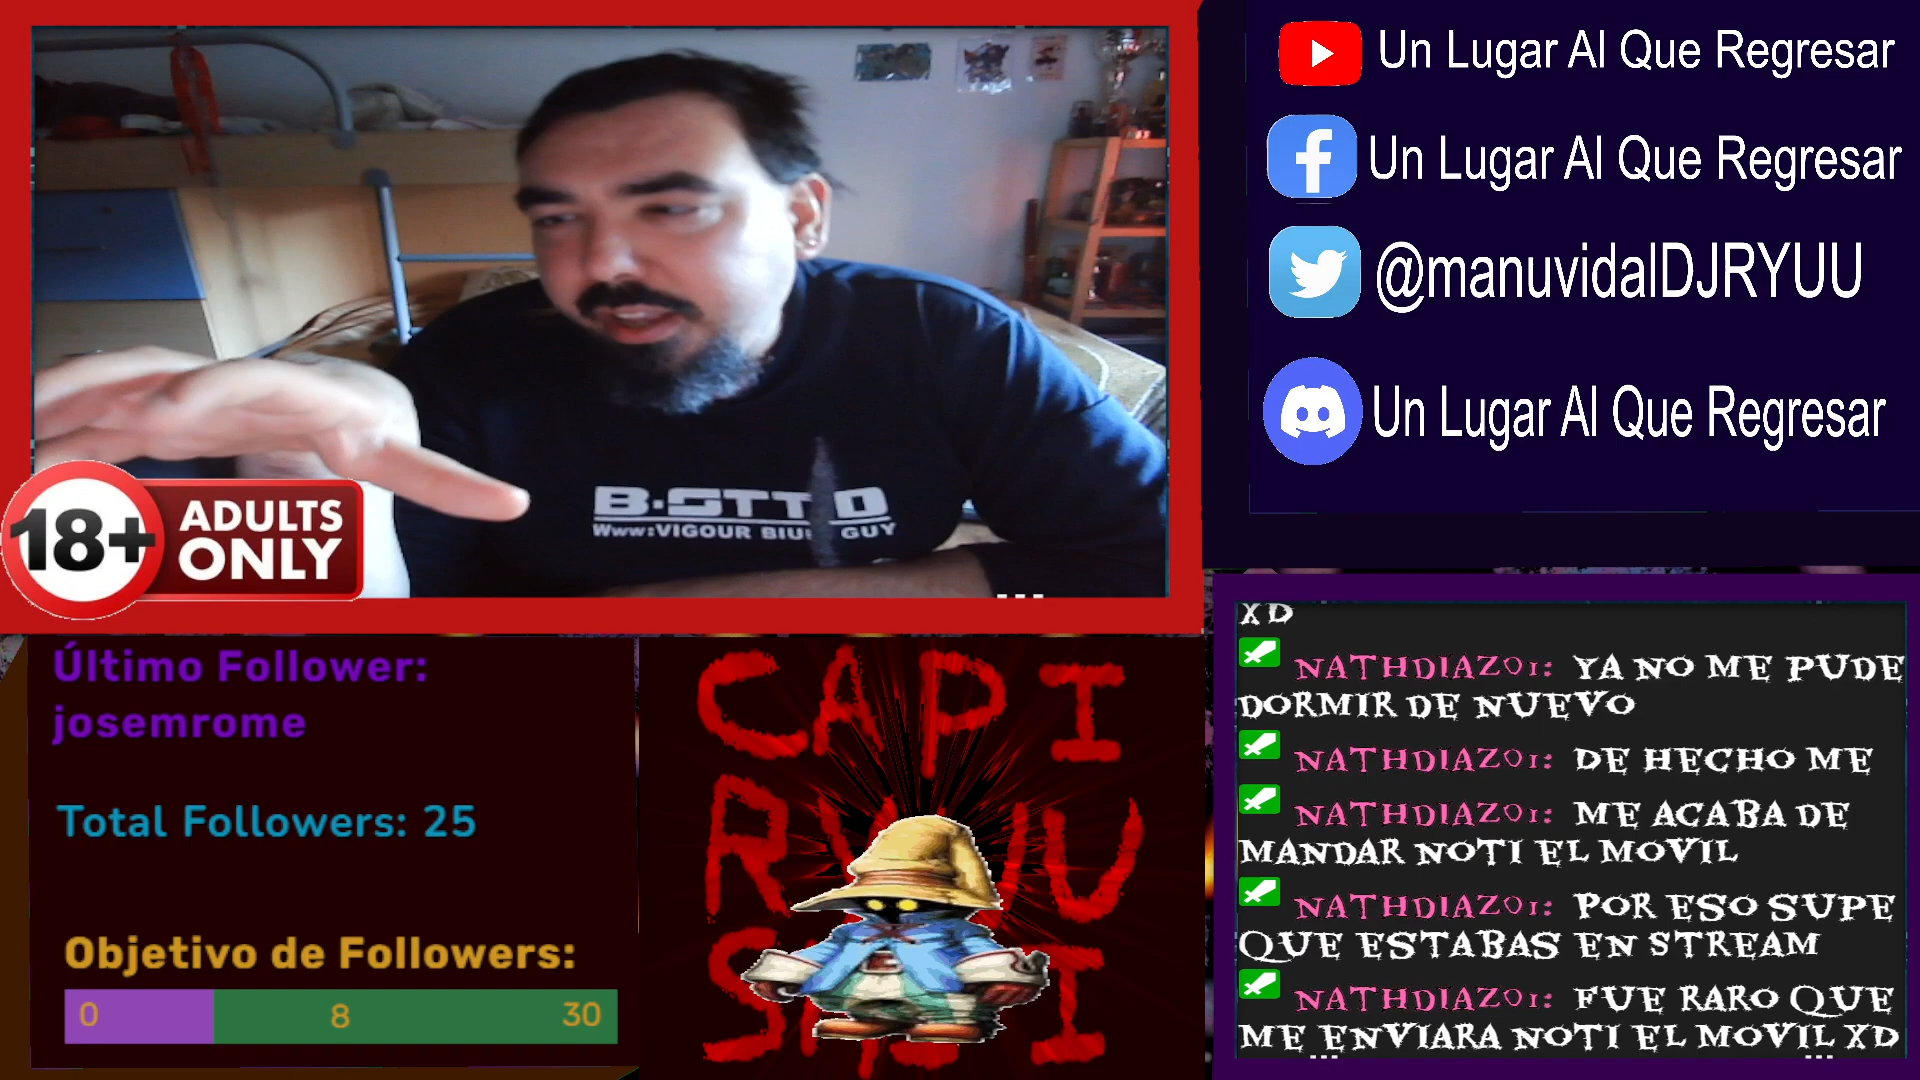 Un Lugar Al Que Regresar
Un Lugar Al Que Regresar
@manuvidalDJRYUU
Un Lugar Al Que Regresar
B·STT D
Www:VIGOUR GUY
18+ ADULTS
ONLY
Último Follower:
josemrome
Total Followers: 25
Objetivo de Followers:
0 8 30
CAPI
XD
NATHDIAZ01: YA NO ME PUDE
DORMIR DE NUEVO
NATHDIAZ01: DE HECHO ME
NATHDIAZ01: ME ACABA DE
MANDAR NOTI EL MOVIL
NATHDIAZ01: POR ESO SUPE
QUE ESTABAS EN STREAM
NATHDIAZ01: FUE RARO QUE
ME ENVIARA NOTI EL MOVIL XD